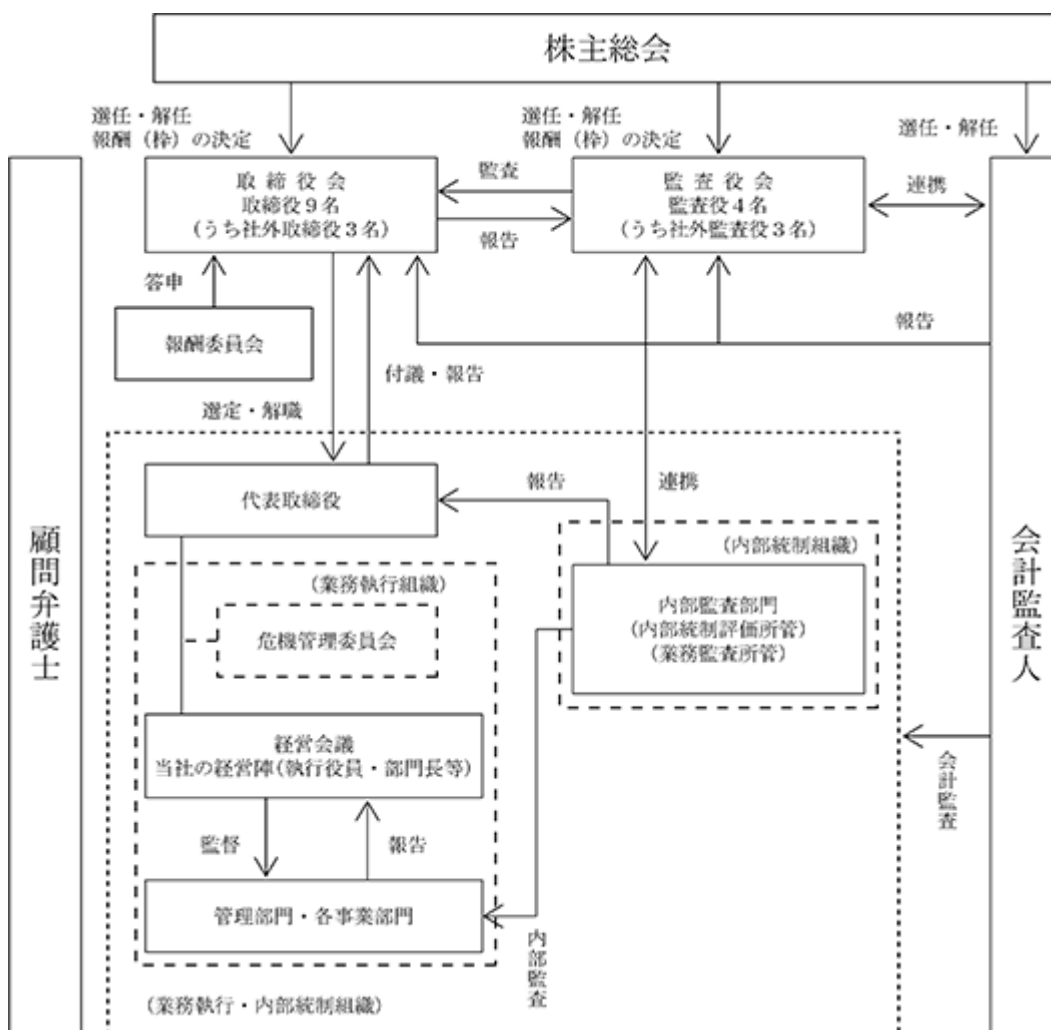 株主総会
選任・解任
報酬（枠）の決定
選任・解任
報酬（枠）の決定
選任・解任
取締役会
取締役９名
(うち社外取締役３名)
監査
報告
監査役会
監査役４名
(うち社外監査役３名)
連携
答申
報酬委員会
付議・報告
報告
選定・解職
代表取締役
報告
連携
顧問弁護士
会計監査人
(内部統制組織)
内部監査部門
(内部統制評価所管)
(業務監査所管)
(業務執行組織)
危機管理委員会
経営会議
当社の経営陣(執行役員・部門長等)
会計監査
監督
報告
管理部門・各事業部門
内部監査
(業務執行・内部統制組織)